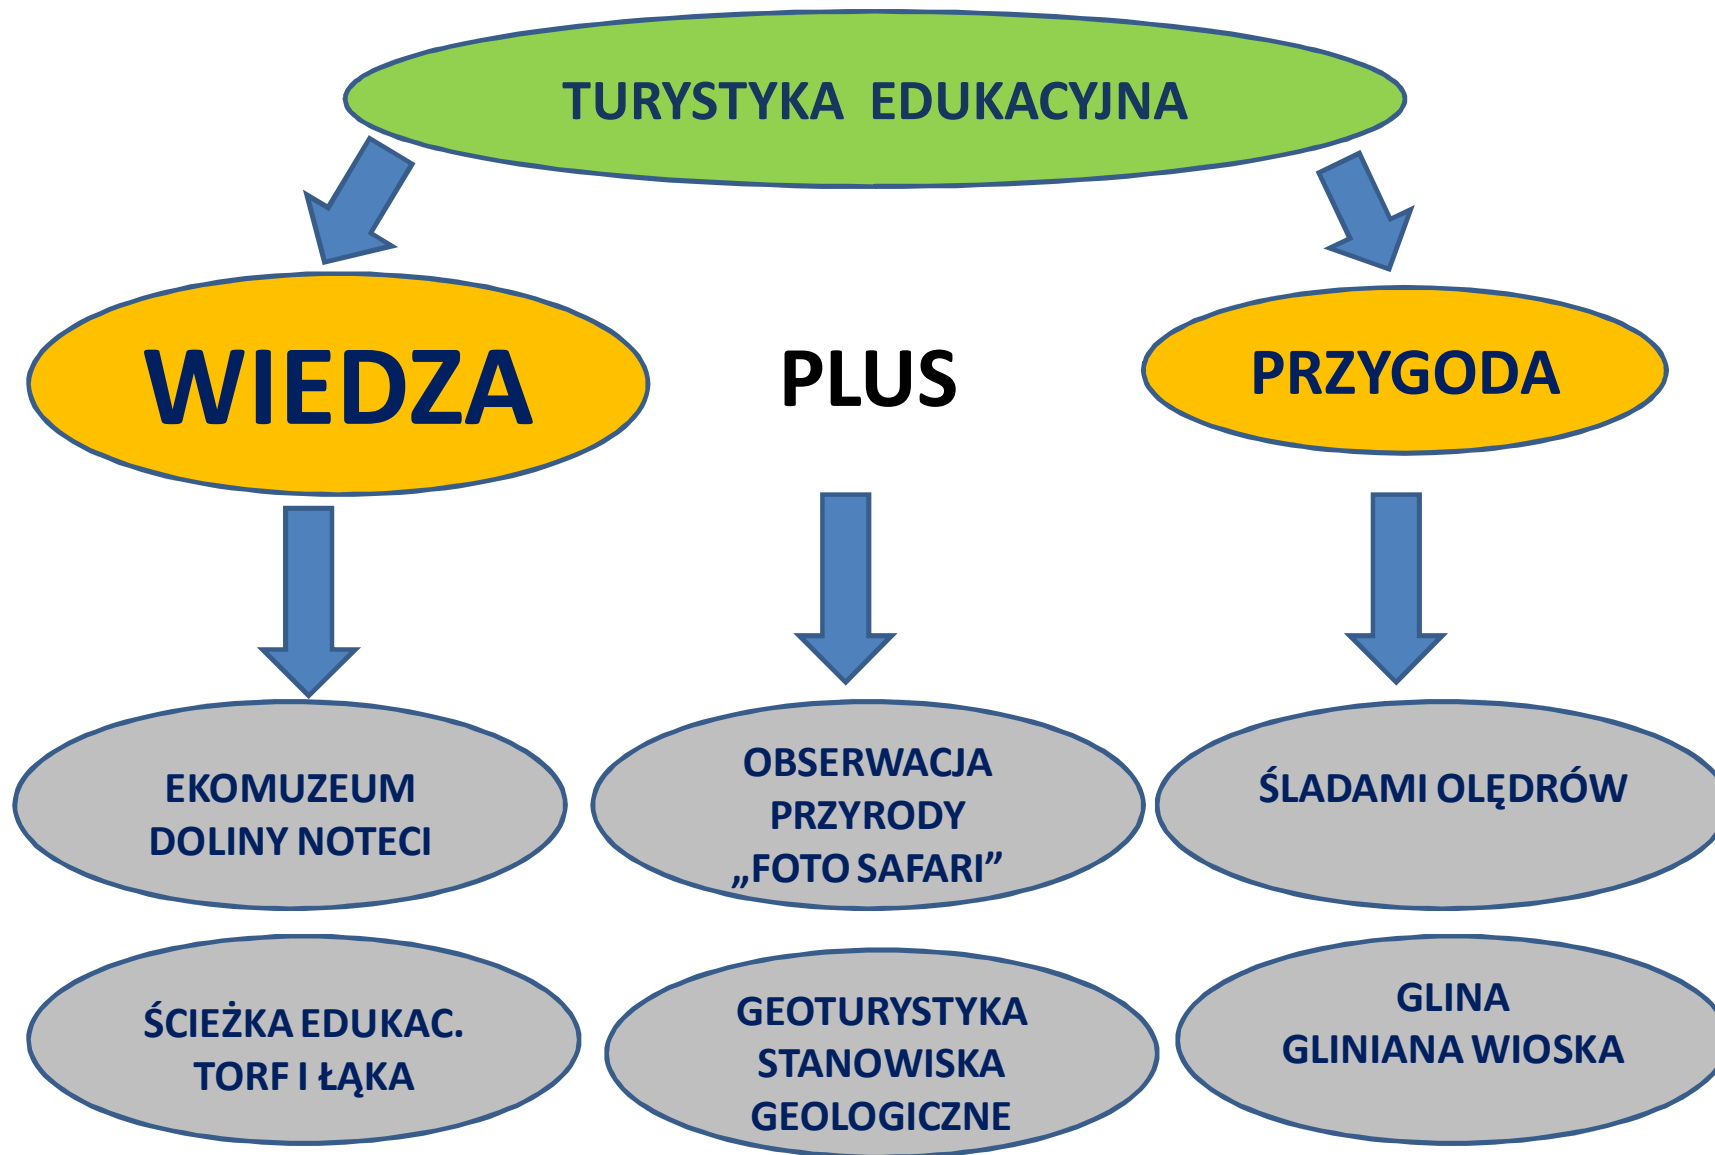 TURYSTYKA EDUKACYJNA
WIEDZA
PLUS
PRZYGODA
EKOMUZEUM
DOLINY NOTECI
OBSERWACJA
PRZYRODY
„FOTO SAFARI”
ŚLADAMI OLĘDRÓW
ŚCIEŻKA EDUKAC.
TORF I ŁĄKA
GEOTURYSTYKA
STANOWISKA
GEOLOGICZNE
GLINA
GLINIANA WIOSKA